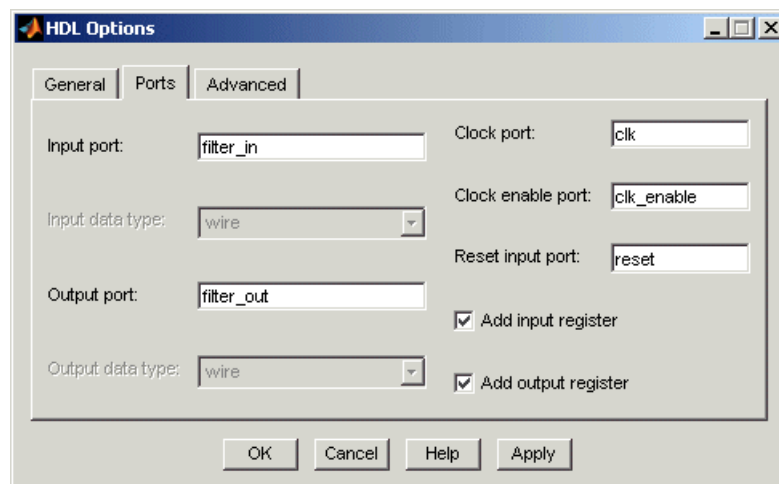 HDL Options
General Ports Advanced
Input port: filter_in
Input data type: wire
Output port: filter_out
Output data type: wire
Clock port: clk
Clock enable port: clk_enable
Reset input port: reset
Add input register
Add output register
OK Cancel Help Apply